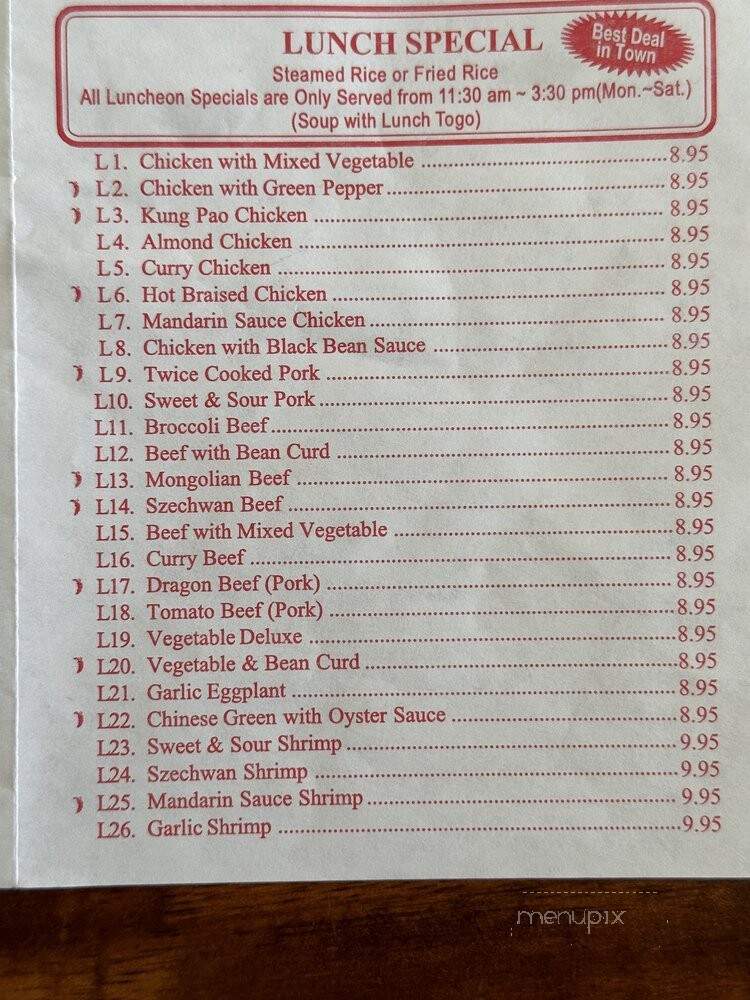 LUNCH SPECIAL
Best Deal
in Town
Steamed Rice or Fried Rice
All Luncheon Specials are Only Served from 11:30 am ~ 3:30 pm(Mon.~Sat.)
(Soup with Lunch Togo)
L1. Chicken with Mixed Vegetable 8.95
L2. Chicken with Green Pepper 8.95
L3. Kung Pao Chicken 8.95
L4. Almond Chicken 8.95
L5. Curry Chicken 8.95
L6. Hot Braised Chicken 8.95
L7. Mandarin Sauce Chicken 8.95
L8. Chicken with Black Bean Sauce 8.95
L9. Twice Cooked Pork 8.95
L10. Sweet & Sour Pork 8.95
L11. Broccoli Beef 8.95
L12. Beef with Bean Curd 8.95
L13. Mongolian Beef 8.95
L14. Szechwan Beef 8.95
L15. Beef with Mixed Vegetable 8.95
L16. Curry Beef 8.95
L17. Dragon Beef (Pork) 8.95
L18. Tomato Beef (Pork) 8.95
L19. Vegetable Deluxe 8.95
L20. Vegetable & Bean Curd 8.95
L21. Garlic Eggplant 8.95
L22. Chinese Green with Oyster Sauce 8.95
L23. Sweet & Sour Shrimp 9.95
L24. Szechwan Shrimp 9.95
L25. Mandarin Sauce Shrimp 9.95
L26. Garlic Shrimp 9.95
menupix